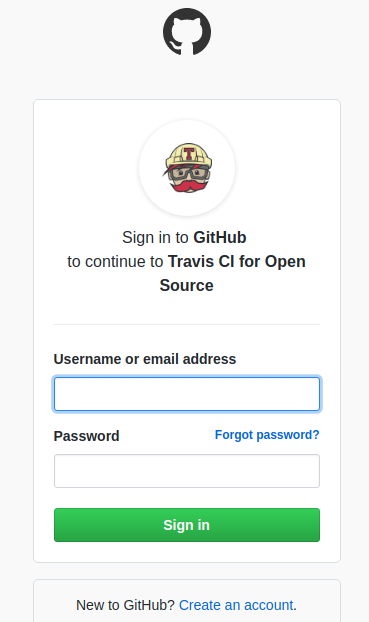 T
Sign in to GitHub
to continue to Travis CI for Open
Source
Username or email address
Password
Forgot password?
Sign in
New to GitHub? Create an account.